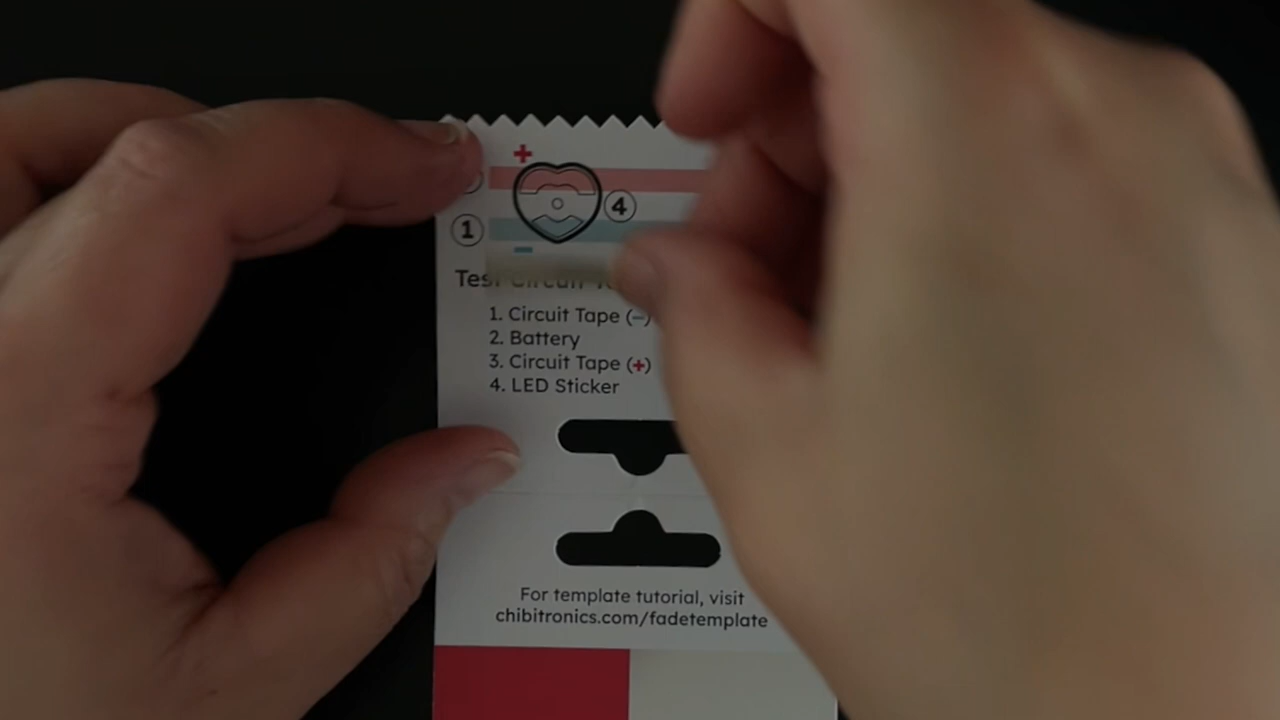 +
4
1
−
1. Circuit Tape (−)
2. Battery
3. Circuit Tape (+)
4. LED Sticker
For template tutorial, visit
chibitronics.com/fadetemplate